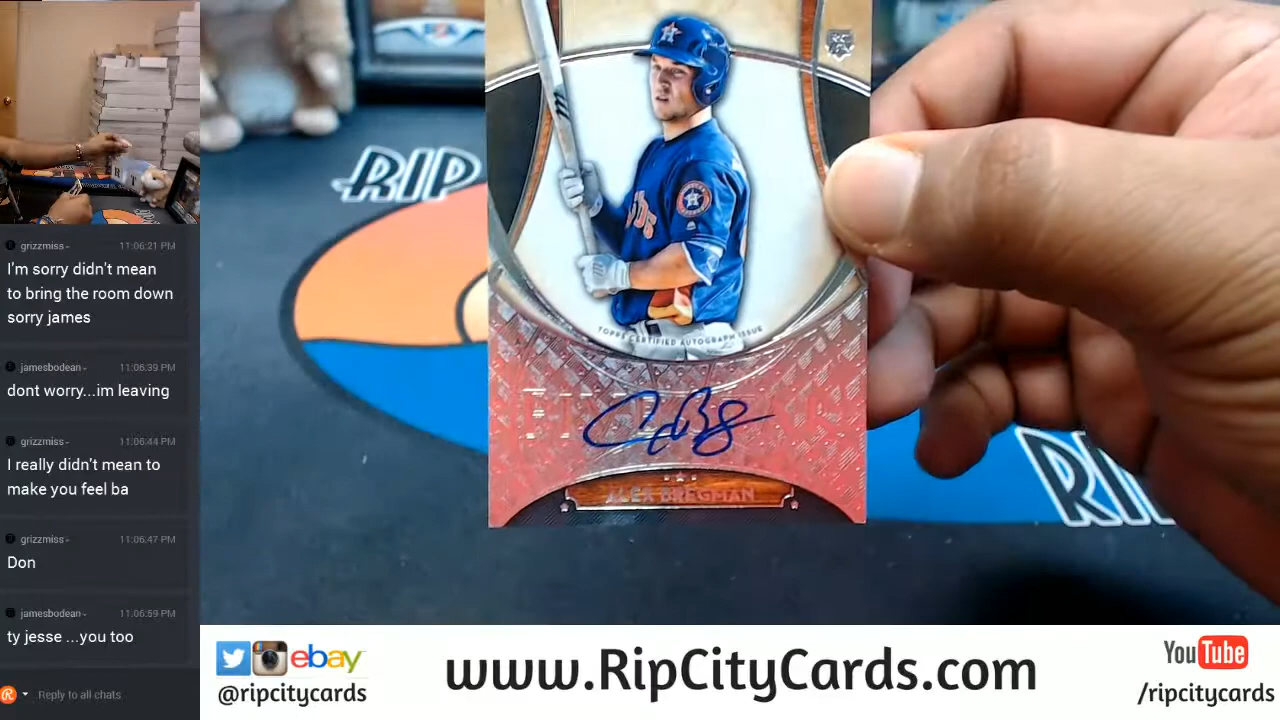 grizzmiss- 11:06:21 PM
I'm sorry didn't mean
to bring the room down
sorry james
jamesbodean- 11:06:39 PM
dont worry...im leaving
grizzmiss- 11:06:44 PM
I really didn't mean to
make you feel ba
grizzmiss- 11:06:47 PM
Don
jamesbodean- 11:06:59 PM
ty jesse ...you too
Reply to all chats
RIP
TOPPS CERTIFIED AUTOGRAPH ISSUE
ALEX BREGMAN
ebay
@ripcitycards
www.RipCityCards.com
YouTube
/ripcitycards